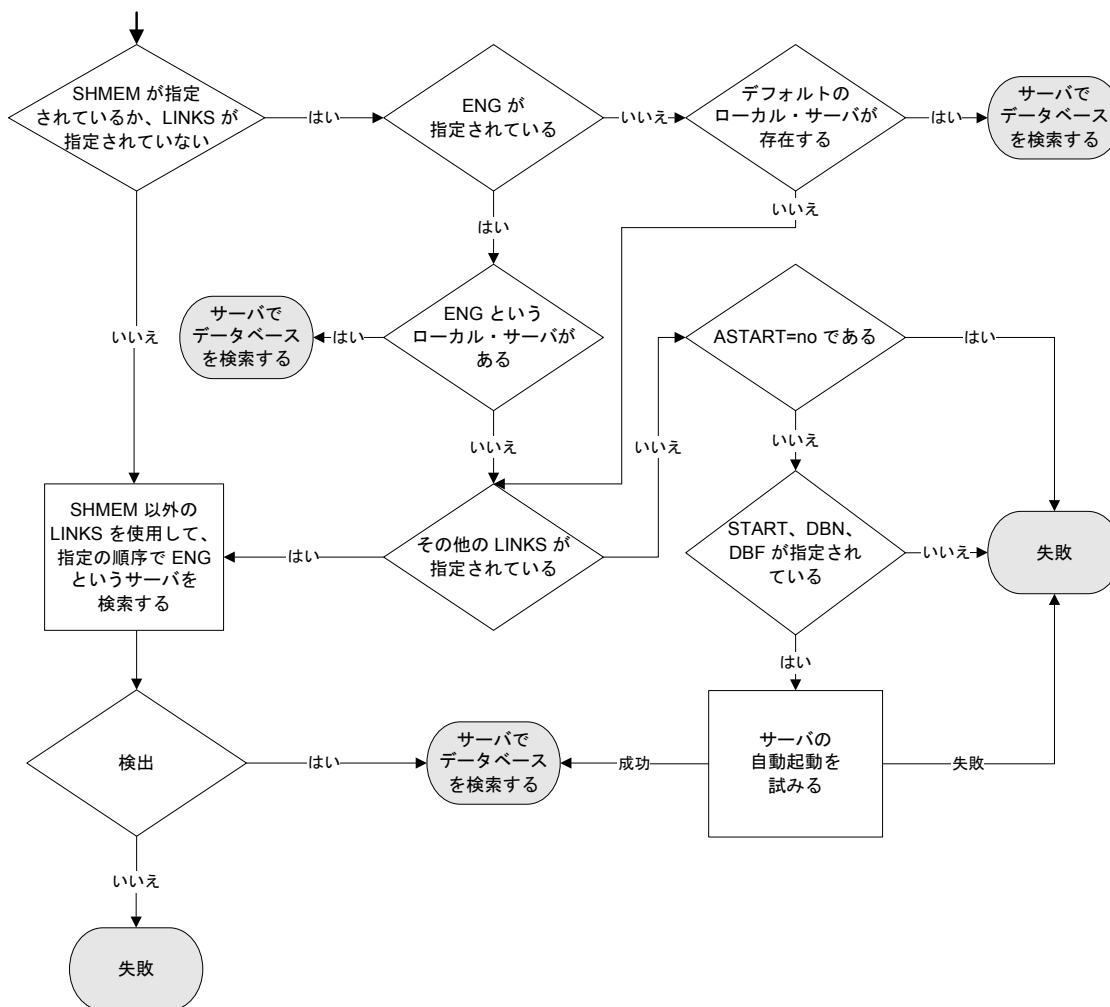 SHMEM が指定
されているか、LINKS が
指定されていない
はい
ENG が
指定されている
いいえ
デフォルトの
ローカル・サーバが
存在する
はい
サーバで
データベース
を検索する
いいえ
はい
いいえ
サーバで
データベース
を検索する
はい
ENG という
ローカル・サーバが
ある
ASTART=no である
はい
いいえ
いいえ
いいえ
SHMEM 以外の
LINKS を使用して、
指定の順序で ENG
というサーバを
検索する
はい
その他の LINKS が
指定されている
START、DBN、
DBF が指定され
ている
いいえ
失敗
はい
検出
はい
サーバで
データベース
を検索する
成功
サーバの
自動起動を
試みる
失敗
いいえ
失敗